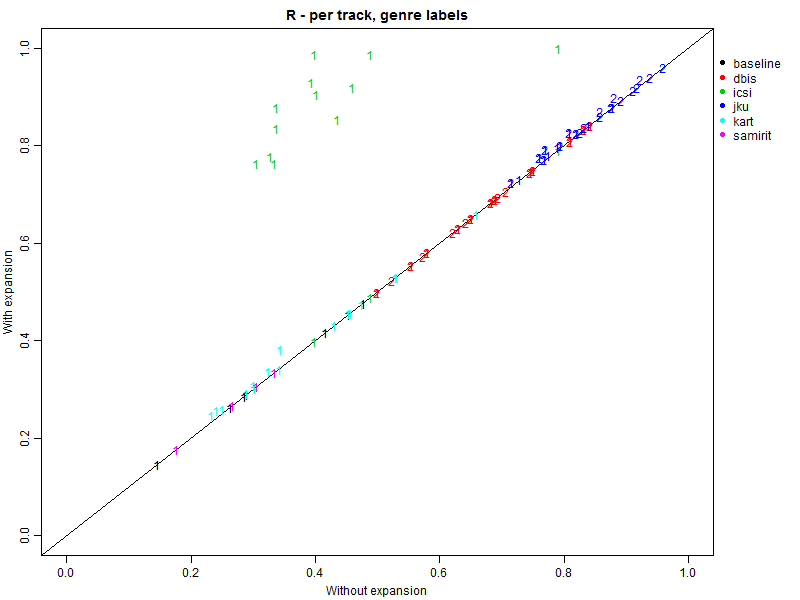 R - per track, genre labels
With expansion
1.0
0.8
0.6
0.4
0.2
0.0
0.0 0.2 0.4 0.6 0.8 1.0
Without expansion
baseline
dbis
icsi
jku
kart
samirit